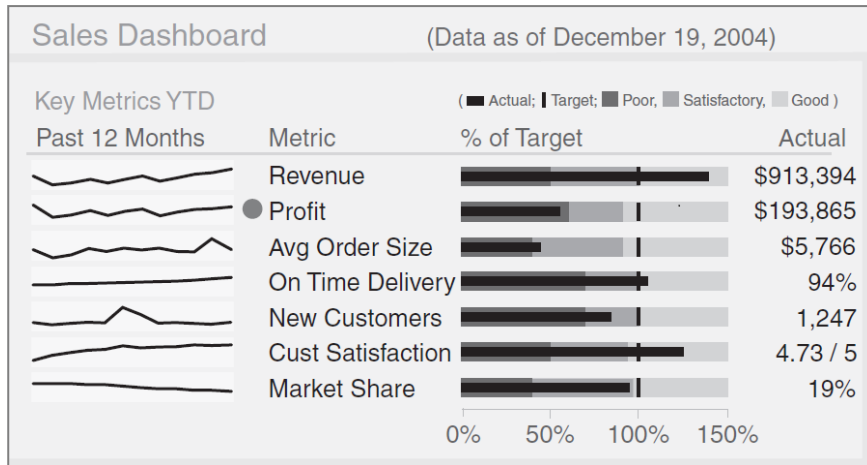 Sales Dashboard (Data as of December 19, 2004)
Key Metrics YTD ( Actual; Target; Poor, Satisfactory, Good )
Past 12 Months Metric % of Target Actual
Revenue $913,394
Profit $193,865
Avg Order Size $5,766
On Time Delivery 94%
New Customers 1,247
Cust Satisfaction 4.73 / 5
Market Share 19%
0% 50% 100% 150%